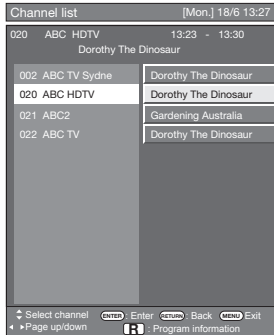 Channel list [Mon.] 18/6 13:27
020 ABC HDTV 13:23 - 13:30
Dorothy The Dinosaur
002 ABC TV Sydne Dorothy The Dinosaur
020 ABC HDTV Dorothy The Dinosaur
021 ABC2 Gardening Australia
022 ABC TV Dorothy The Dinosaur
Select channel ENTER : Enter RETURN : Back MENU Exit
Page up/down R : Program information